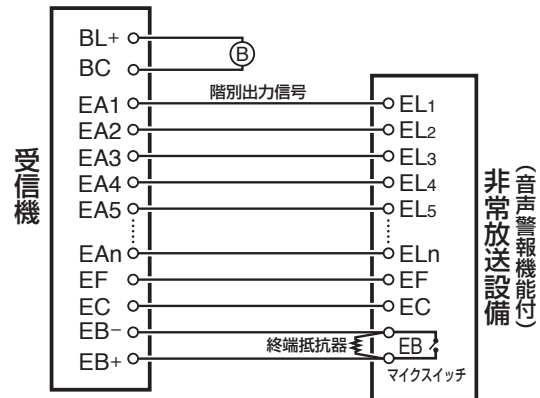 受信機
BL+
BC
B
EA1
階別出力信号
EL1
EA2
EL2
EA3
EL3
EA4
EL4
EA5
EL5
EAn
ELn
EF
EF
EC
EC
EB−
EB+
終端抵抗器
EB
マイクスイッチ
非常放送設備
(音声警報機能付)